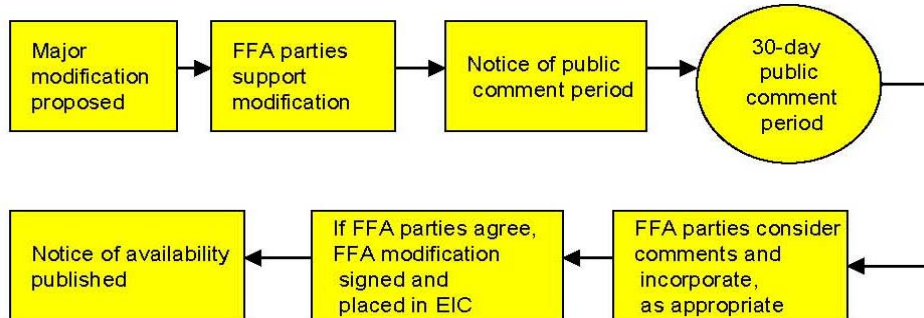 Major
modification
proposed
FFA parties
support
modification
Notice of public
comment period
30-day
public
comment
period
FFA parties consider
comments and
incorporate,
as appropriate
If FFA parties agree,
FFA modification
signed and
placed in EIC
Notice of availability
published